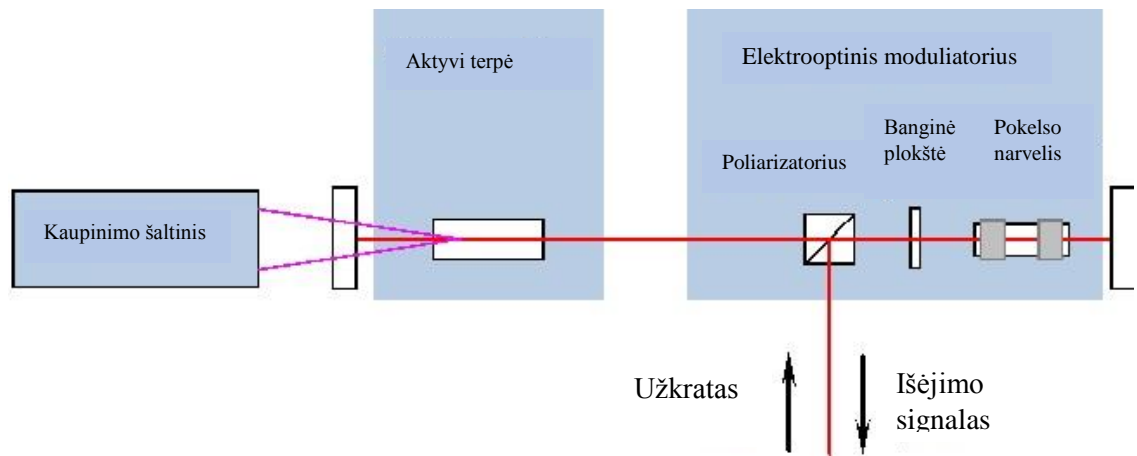 Aktyvi terpė
Elektrooptinis moduliatorius
Banginė
plokštė
Pokelso
narvelis
Poliarizatorius
Kaupinimo šaltinis
Užkratas
Išėjimo
signalas